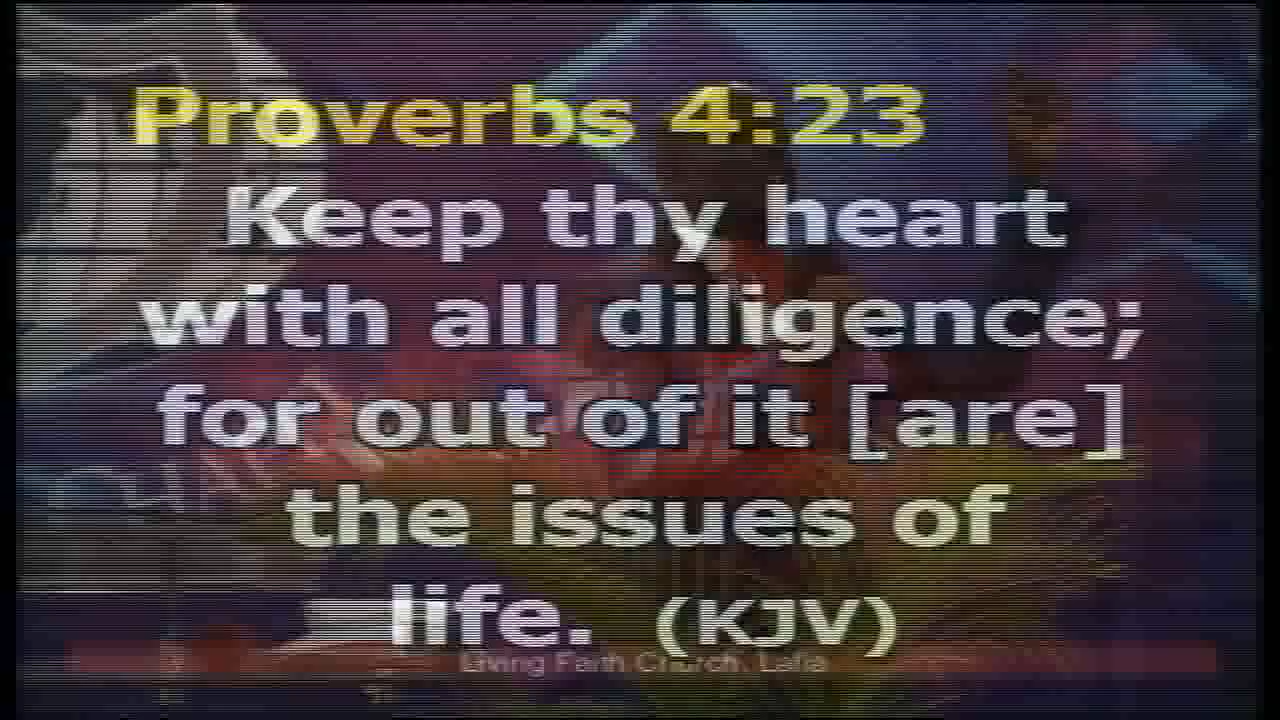 Proverbs 4:23
Keep thy heart
with all diligence;
for out of it [are]
the issues of
life. (KJV)
Living Faith Church, Lafia